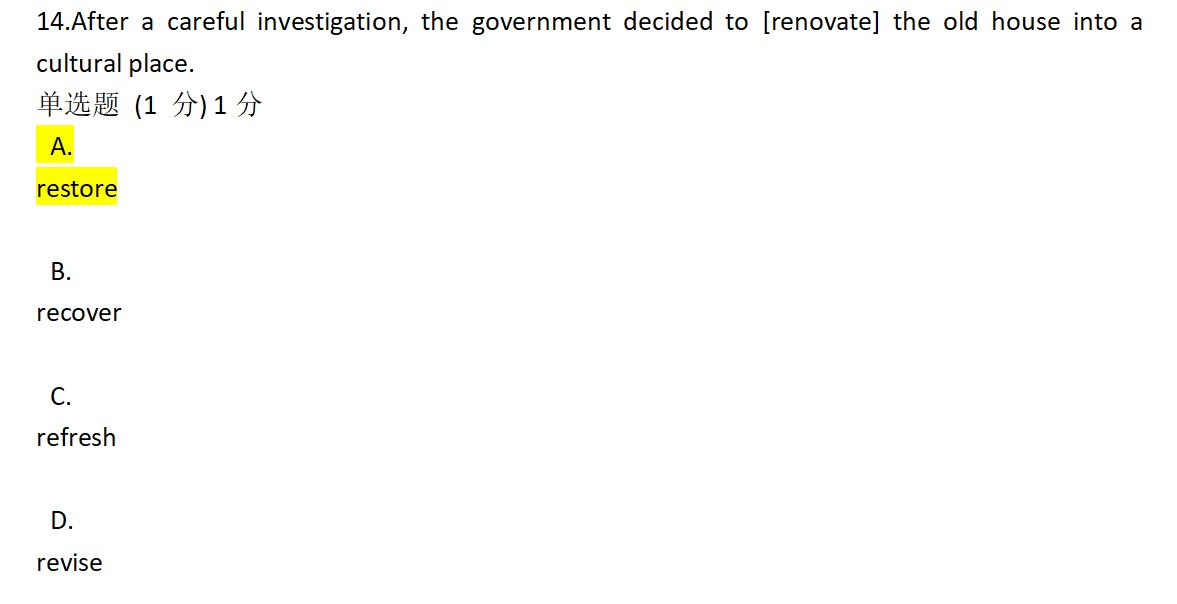 14.After a careful investigation, the government decided to [renovate] the old house into a
cultural place.
单选题 (1 分) 1 分
A.
restore
B.
recover
C.
refresh
D.
revise